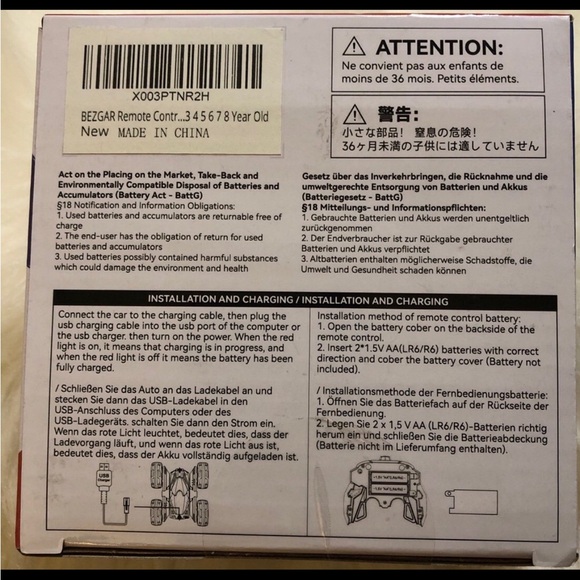 X003PTNR2H
BEZGAR Remote Contr...3 4 5 6 7 8 Year Old
New MADE IN CHINA
ATTENTION:
Ne convient pas aux enfants de
moins de 36 mois. Petits éléments.
警告:
小さな部品! 窒息の危険!
36ヶ月未満の子供には適していません
Act on the Placing on the Market, Take-Back and
Environmentally Compatible Disposal of Batteries and
Accumulators (Battery Act - BattG)
§18 Notification and Information Obligations:
1. Used batteries and accumulators are returnable free of
charge
2. The end-user has the obligation of return for used
batteries and accumulators
3. Used batteries possibly contained harmful substances
which could damage the environment and health
Gesetz über das Inverkehrbringen, die Rücknahme und die
umweltgerechte Entsorgung von Batterien und Akkus
(Batteriegesetz - BattG)
§18 Mitteilungs- und Informationspflichten:
1. Gebrauchte Batterien und Akkus werden unentgeltlich
zurückgenommen
2. Der Endverbraucher ist zur Rückgabe gebrauchter
Batterien und Akkus verpflichtet
3. Altbatterien enthalten möglicherweise Schadstoffe, die
Umwelt und Gesundheit schaden können
INSTALLATION AND CHARGING / INSTALLATION AND CHARGING
Connect the car to the charging cable, then plug the
usb charging cable into the usb port of the computer or
the usb charger. then turn on the power. When the red
light is on, it means that charging is in progress, and
when the red light is off it means the battery has been
fully charged.
/ Schließen Sie das Auto an das Ladekabel an und
stecken Sie dann das USB-Ladekabel in den
USB-Anschluss des Computers oder des
USB-Ladegeräts. schalten dann den Strom ein.
Wenn das rote Licht leuchtet, bedeutet dies, dass der
Ladevorgang läuft, und wenn das rote Licht aus ist,
bedeutet dies, dass der Akku vollständig aufgeladen ist.
USB
Charger
Installation method of remote control battery:
1. Open the battery cober on the backside of the
remote control.
2. Insert 2*1.5V AA(LR6/R6) batteries with correct
direction and cober the battery cover (Battery not
included).
/ Installationsmethode der Fernbedienungsbatterie:
1. Öffnen Sie das Batteriefach auf der Rückseite der
Fernbedienung.
2. Legen Sie 2 x 1,5 V AA (LR6/R6)-Batterien richtig
herum ein und schließen Sie die Batterieabdeckung
(Batterie nicht im Lieferumfang enthalten).